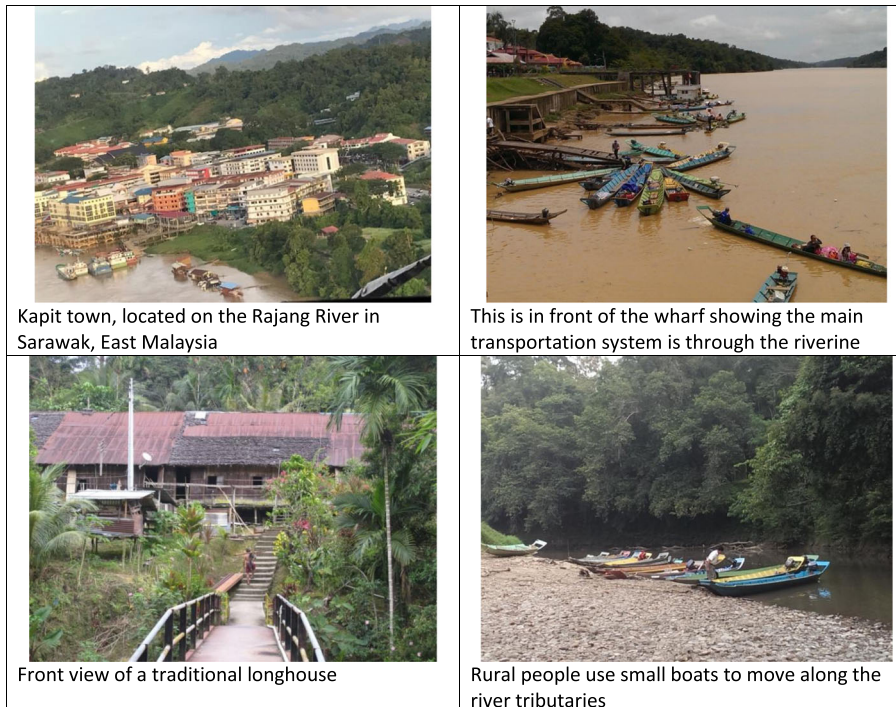 Kapit town, located on the Rajang River in
Sarawak, East Malaysia
This is in front of the wharf showing the main
transportation system is through the riverine
Front view of a traditional longhouse
Rural people use small boats to move along the
river tributaries